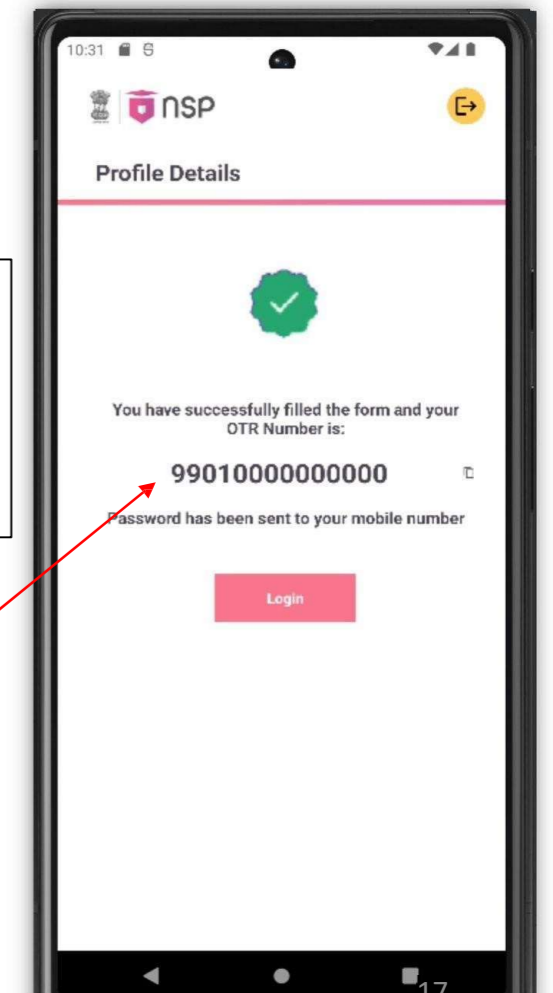 10:31
nsp
Profile Details
You have successfully filled the form and your
OTR Number is:
99010000000000
Password has been sent to your mobile number
Login
17